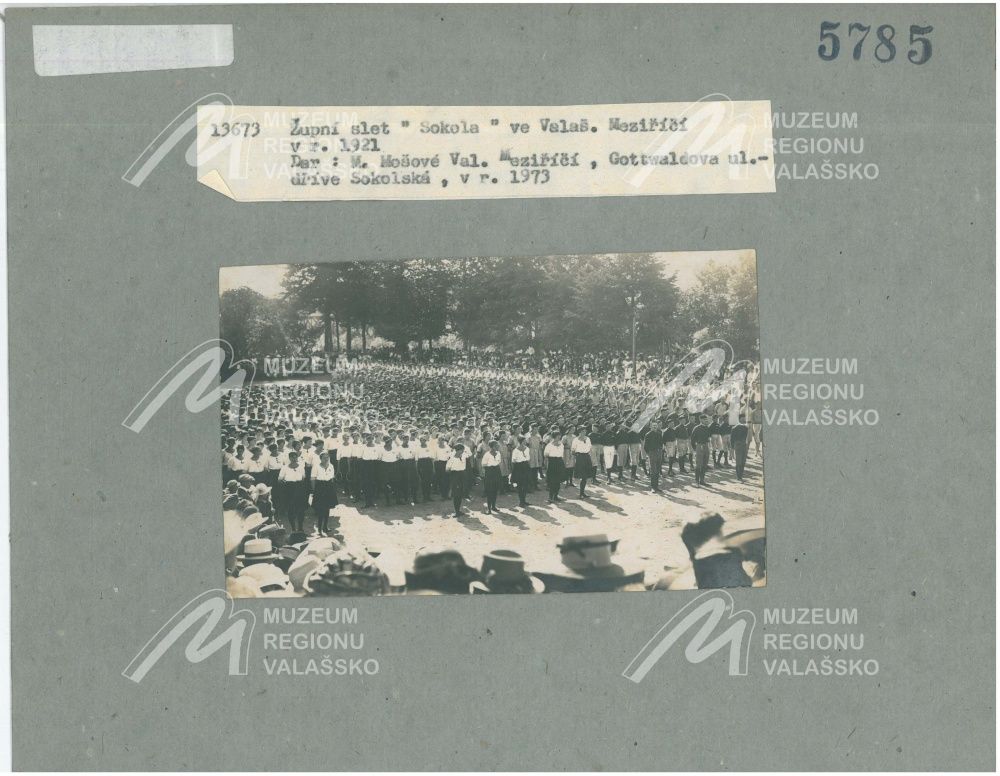 5785
13673 Župní slet " Sokola " ve Valaš. Meziříčí
v r. 1921
Dar : M. Mošové Val. Meziříčí , Gottwaldova ul.-
dříve Sokolská , v r. 1973
MUZEUM
REGIONU
VALAŠSKO
MUZEUM
REGIONU
VALAŠSKO
MUZEUM
REGIONU
VALAŠSKO
MUZEUM
REGIONU
VALAŠSKO
MUZEUM
REGIONU
VALAŠSKO
MUZEUM
REGIONU
VALAŠSKO